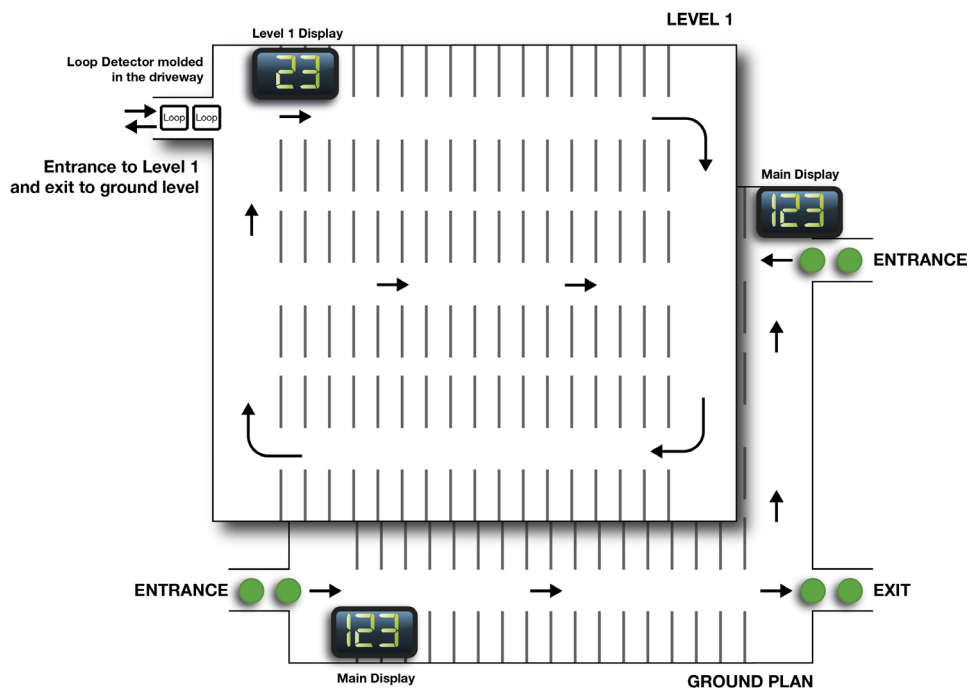 LEVEL 1
Level 1 Display
23
Loop Detector molded
in the driveway
Loop
Loop
Entrance to Level 1
and exit to ground level
Main Display
123
ENTRANCE
ENTRANCE
EXIT
123
Main Display
GROUND PLAN